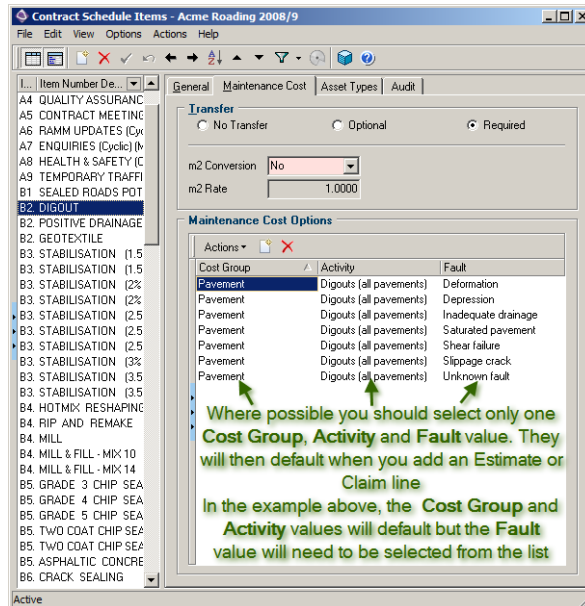 Contract Schedule Items - Acme Roading 2008/9
File Edit View Options Actions Help
I... Item Number De...
A4 QUALITY ASSURANC
A5 CONTRACT MEETING
A6 RAMM UPDATES (Cyc
A7 ENQUIRIES (Cyclic) (M
A8 HEALTH & SAFETY (C
A9 TEMPORARY TRAFFI
B1 SEALED ROADS POT
B2. DIGOUT
B2. POSITIVE DRAINAGE
B2. GEOTEXTILE
B3. STABILISATION (1.5
B3. STABILISATION (1.5
B3. STABILISATION (2%
B3. STABILISATION (2%
B3. STABILISATION (2.5
B3. STABILISATION (2.5
B3. STABILISATION (2.5
B3. STABILISATION (2.5
B3. STABILISATION (3%
B3. STABILISATION (3.5
B3. STABILISATION (3.5
B4. HOTMIX RESHAPING
B4. RIP AND REMAKE
B4. MILL
B4. MILL & FILL - MIX 10
B4. MILL & FILL - MIX 14
B5. GRADE 3 CHIP SEA
B5. GRADE 4 CHIP SEA
B5. GRADE 5 CHIP SEA
B5. TWO COAT CHIP SEA
B5. TWO COAT CHIP SEA
B5. ASPHALTIC CONCRE
B6. CRACK SEALING
General Maintenance Cost Asset Types Audit
Transfer
No Transfer Optional Required
m2 Conversion No
m2 Rate 1.0000
Maintenance Cost Options
Actions
Cost Group Activity Fault
Pavement Digouts (all pavements) Deformation
Pavement Digouts (all pavements) Depression
Pavement Digouts (all pavements) Inadequate drainage
Pavement Digouts (all pavements) Saturated pavement
Pavement Digouts (all pavements) Shear failure
Pavement Digouts (all pavements) Slippage crack
Pavement Digouts (all pavements) Unknown fault
Where possible you should select only one
Cost Group, Activity and Fault value. They
will then default when you add an Estimate or
Claim line
In the example above, the Cost Group and
Activity values will default but the Fault
value will need to be selected from the list
Active